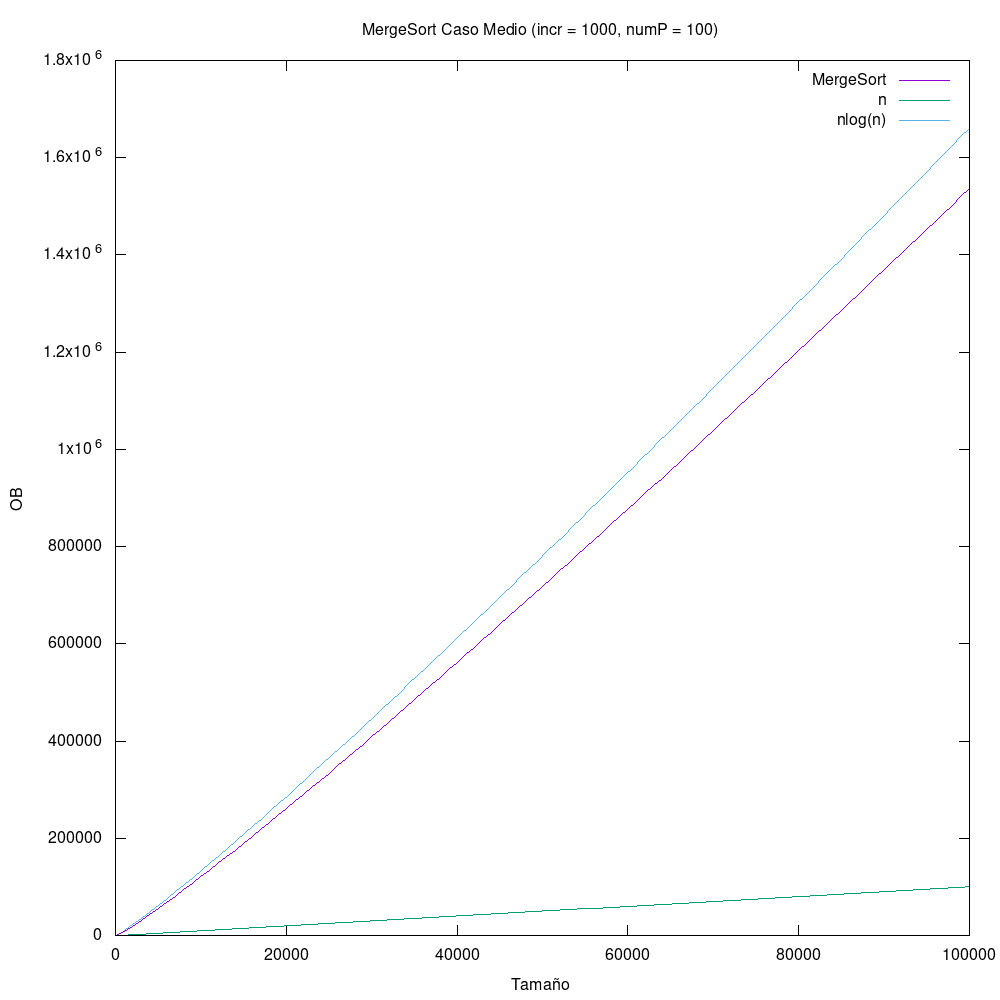 MergeSort Caso Medio (incr = 1000, numP = 100)
1.8x10 6
MergeSort
n
nlog(n)
1.6x10 6
1.4x10 6
1.2x10 6
1x10 6
OB
800000
600000
400000
200000
0
0 20000 40000 60000 80000 100000
Tamaño